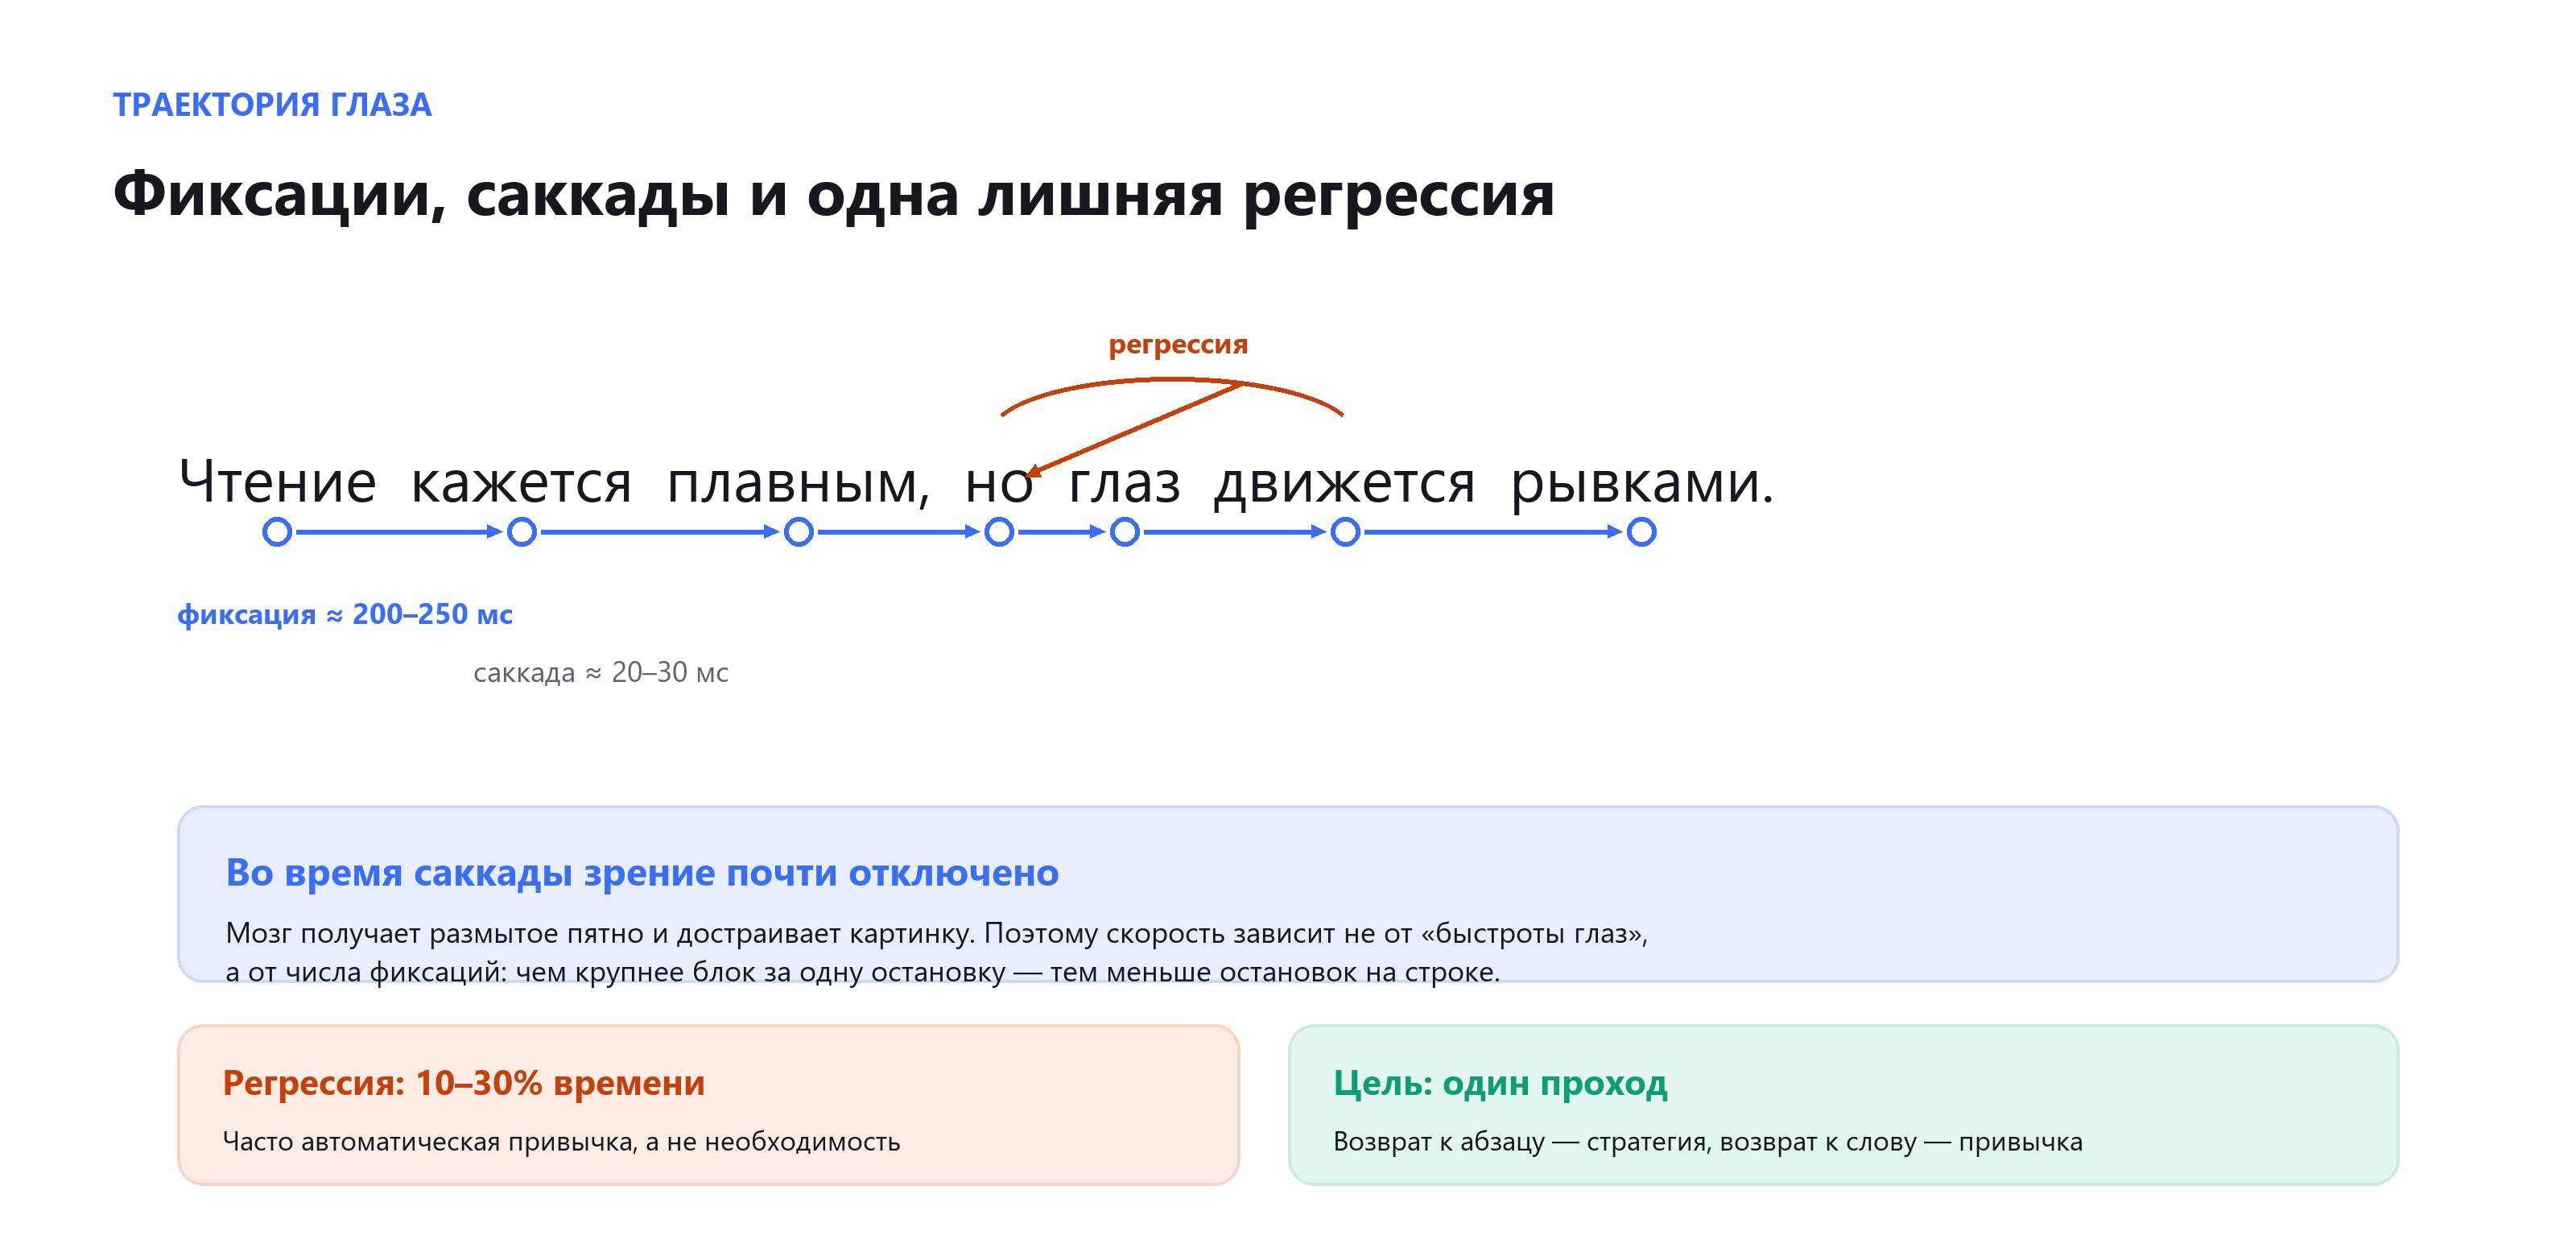 ТРАЕКТОРИЯ ГЛАЗА
Фиксации, саккады и одна лишняя регрессия
регрессия
Чтение кажется плавным, но глаз движется рывками.
фиксация ≈ 200–250 мс
саккада ≈ 20–30 мс
Во время саккады зрение почти отключено
Мозг получает размытое пятно и достраивает картинку. Поэтому скорость зависит не от «быстроты глаз»,
а от числа фиксаций: чем крупнее блок за одну остановку — тем меньше остановок на строке.
Регрессия: 10–30% времени
Часто автоматическая привычка, а не необходимость
Цель: один проход
Возврат к абзацу — стратегия, возврат к слову — привычка